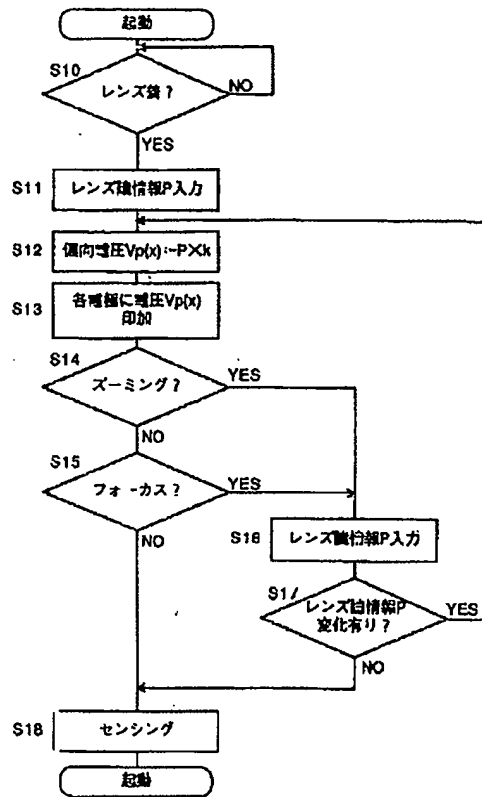 起動
S10
レンズ鏡?
NO
YES
S11
レンズ鏡情報P入力
S12
偏向電圧Vp(x):-P×k
S13
各電極に電圧Vp(x)
印加
S14
ズーミング?
YES
NO
S15
フォーカス?
YES
NO
S16
レンズ鏡情報P入力
S17
レンズ鏡情報P
変化有り?
YES
NO
S18
センシング
起動